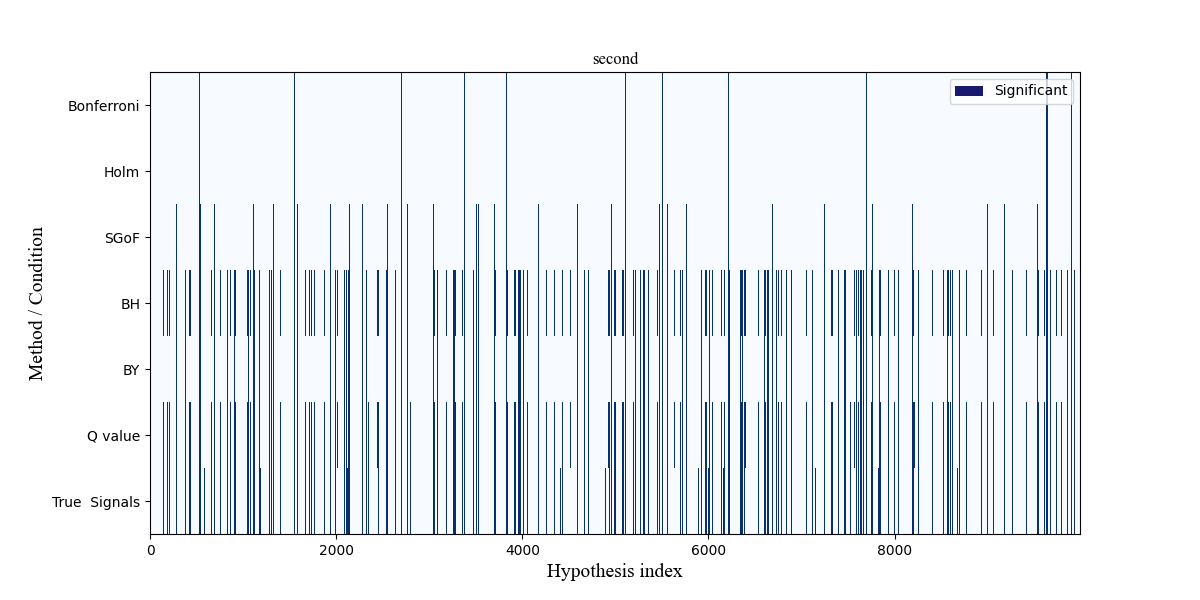 second
Bonferroni
Holm
SGoF
BH
BY
Q value
True  Signals
Method / Condition
Significant
0 2000 4000 6000 8000
Hypothesis index